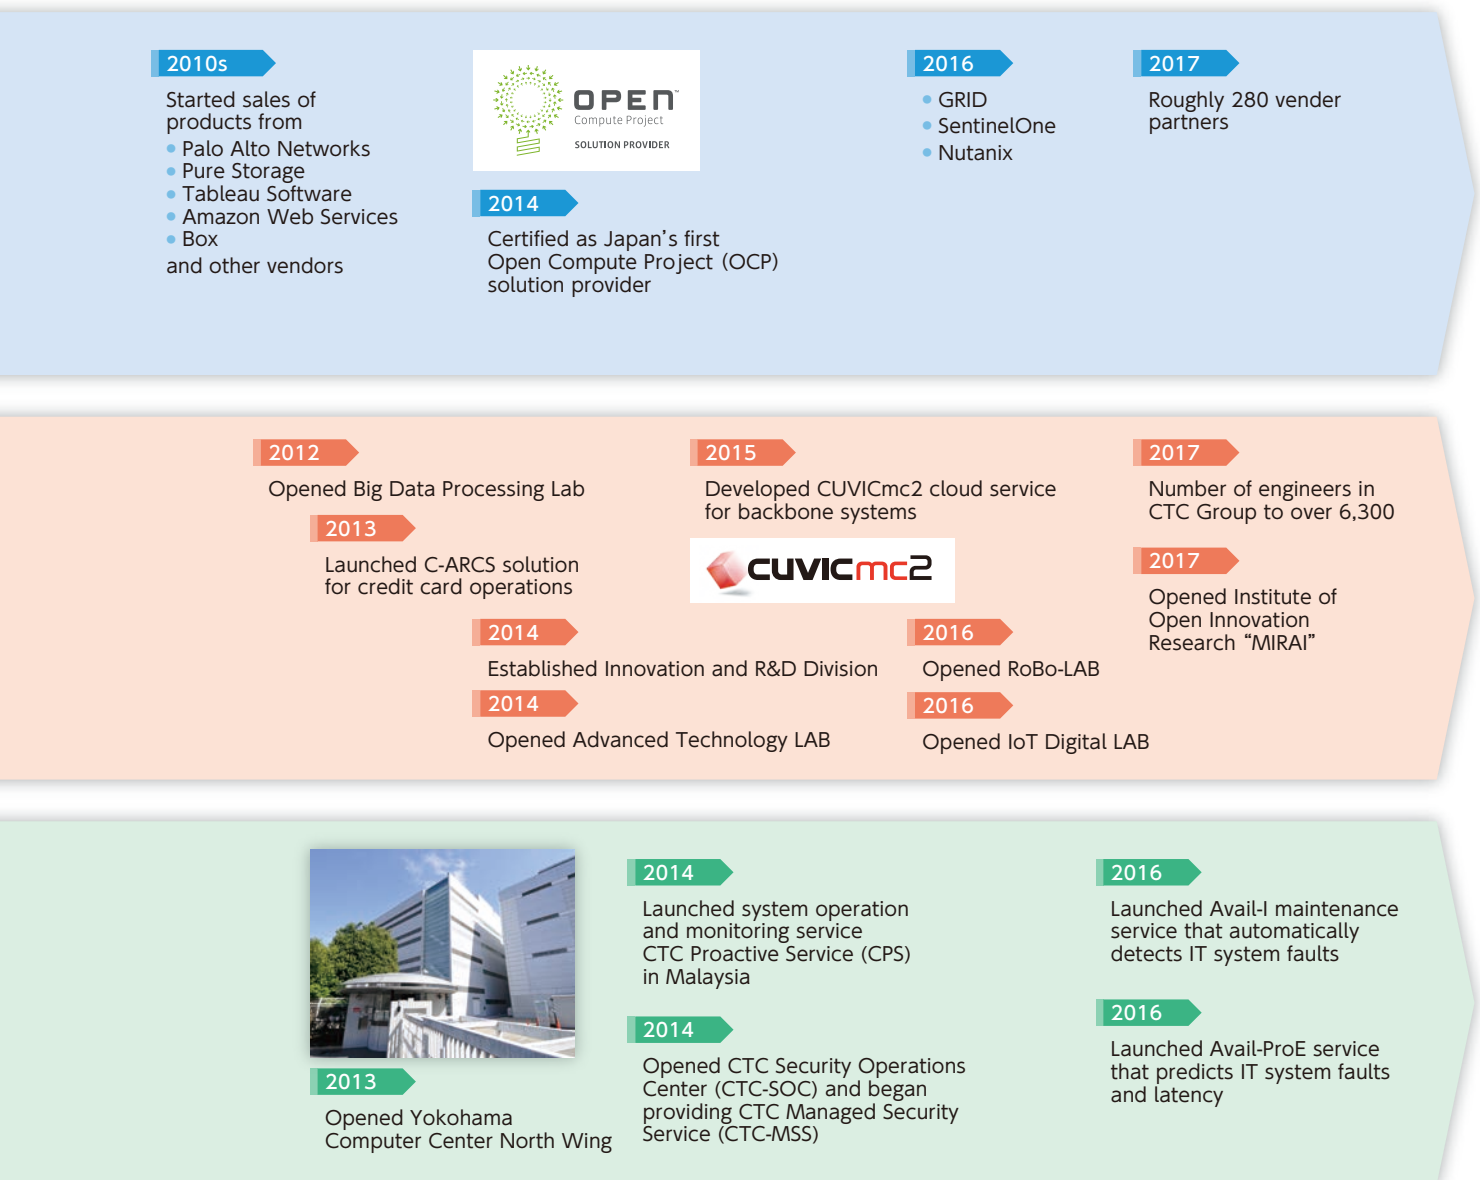 2010s
Started sales of
products from
• Palo Alto Networks
• Pure Storage
• Tableau Software
• Amazon Web Services
• Box
and other vendors
OPEN™
Compute Project
SOLUTION PROVIDER
2014
Certified as Japan's first
Open Compute Project (OCP)
solution provider
2016
• GRID
• SentinelOne
• Nutanix
2017
Roughly 280 vender
partners
2012
Opened Big Data Processing Lab
2013
Launched C-ARCS solution
for credit card operations
2014
Established Innovation and R&D Division
2014
Opened Advanced Technology LAB
2015
Developed CUVICmc2 cloud service
for backbone systems
CUVICmc2
2016
Opened RoBo-LAB
2016
Opened IoT Digital LAB
2017
Number of engineers in
CTC Group to over 6,300
2017
Opened Institute of
Open Innovation
Research “MIRAI”
2013
Opened Yokohama
Computer Center North Wing
2014
Launched system operation
and monitoring service
CTC Proactive Service (CPS)
in Malaysia
2014
Opened CTC Security Operations
Center (CTC-SOC) and began
providing CTC Managed Security
Service (CTC-MSS)
2016
Launched Avail-I maintenance
service that automatically
detects IT system faults
2016
Launched Avail-ProE service
that predicts IT system faults
and latency